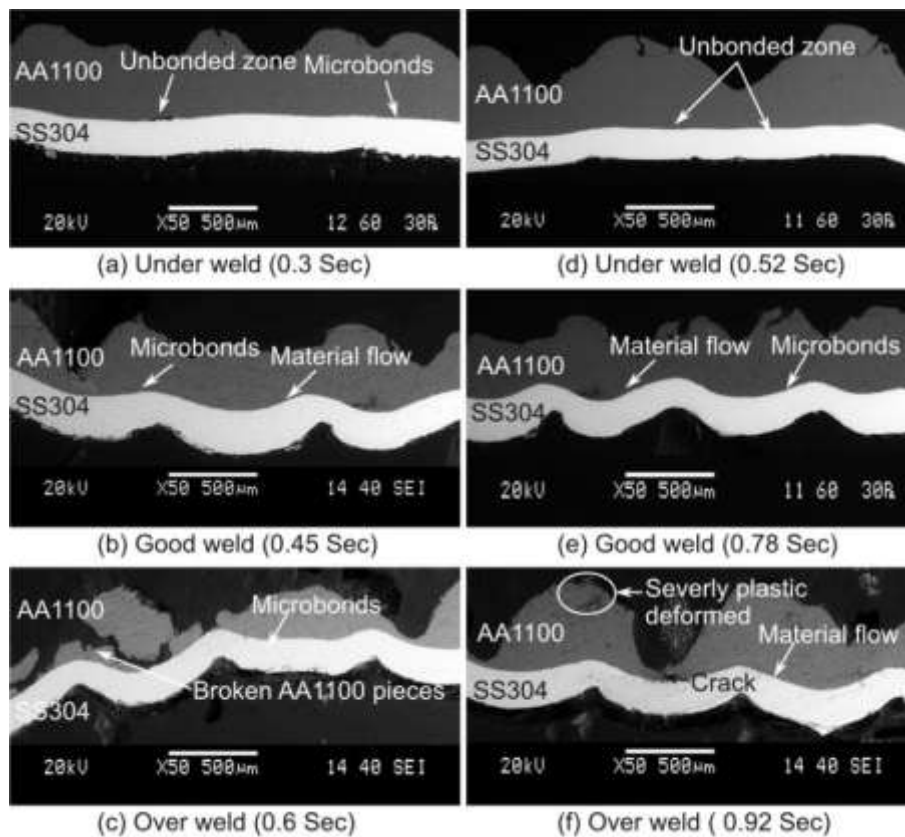 AA1100
Unbonded zone
Microbonds
SS304
20kV X50 500µm 12 60 30R
(a) Under weld (0.3 Sec)
Unbonded zone
AA1100
SS304
20kV X50 500µm 11 60 30R
(d) Under weld (0.52 Sec)
AA1100
Microbonds
Material flow
SS304
20kV X50 500µm 14 40 SEI
(b) Good weld (0.45 Sec)
AA1100
Material flow
Microbonds
SS304
20kV X50 500µm 11 60 30R
(e) Good weld (0.78 Sec)
AA1100
Microbonds
Broken AA1100 pieces
SS304
20kV X50 500µm
(c) Over weld (0.6 Sec)
Severly plastic
deformed
AA1100
Material flow
SS304
Crack
20kV X50 500µm 14 40 SEI
(f) Over weld ( 0.92 Sec)